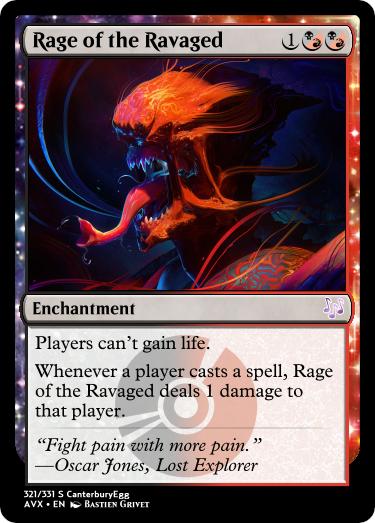 Rage of the Ravaged 1
Enchantment
Players can't gain life.
Whenever a player casts a spell, Rage
of the Ravaged deals 1 damage to
that player.
“Fight pain with more pain.”
—Oscar Jones, Lost Explorer
321/331 S CanterburyEgg
AVX • EN Bastien Grivet